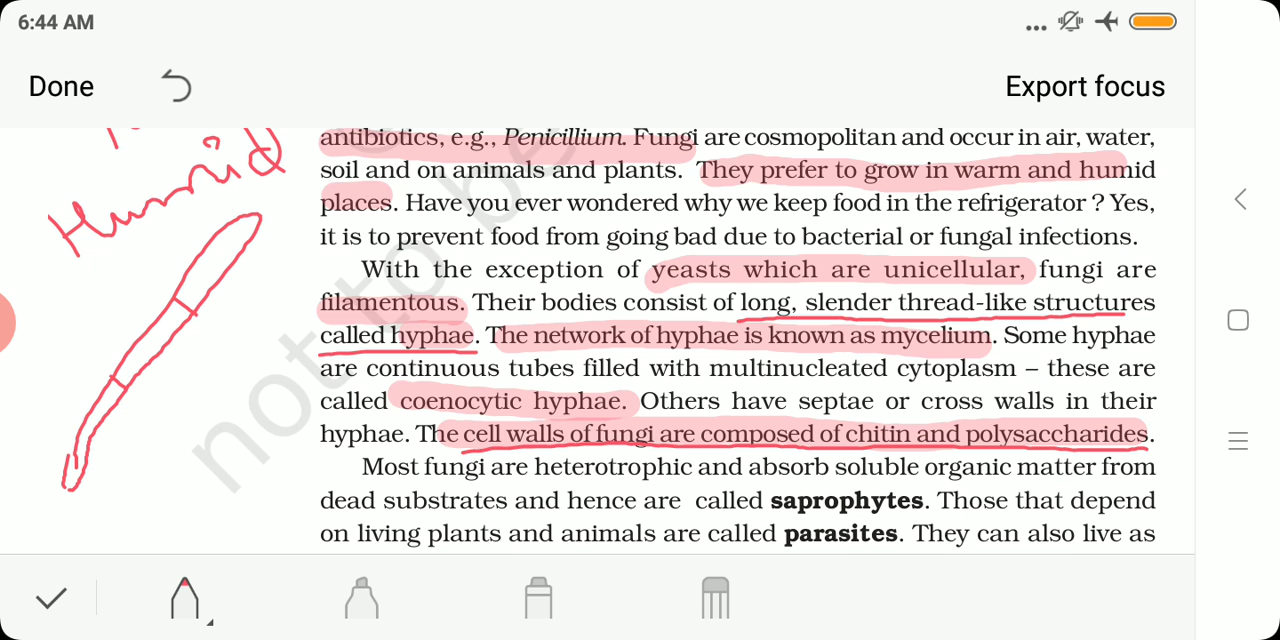 6:44 AM
Done
Export focus
Humid
antibiotics, e.g., Penicillium. Fungi are cosmopolitan and occur in air, water,
soil and on animals and plants. They prefer to grow in warm and humid
places. Have you ever wondered why we keep food in the refrigerator ? Yes,
it is to prevent food from going bad due to bacterial or fungal infections.
With the exception of yeasts which are unicellular, fungi are
filamentous. Their bodies consist of long, slender thread-like structures
called hyphae. The network of hyphae is known as mycelium. Some hyphae
are continuous tubes filled with multinucleated cytoplasm – these are
called coenocytic hyphae. Others have septae or cross walls in their
hyphae. The cell walls of fungi are composed of chitin and polysaccharides.
Most fungi are heterotrophic and absorb soluble organic matter from
dead substrates and hence are called saprophytes. Those that depend
on living plants and animals are called parasites. They can also live as
not to be